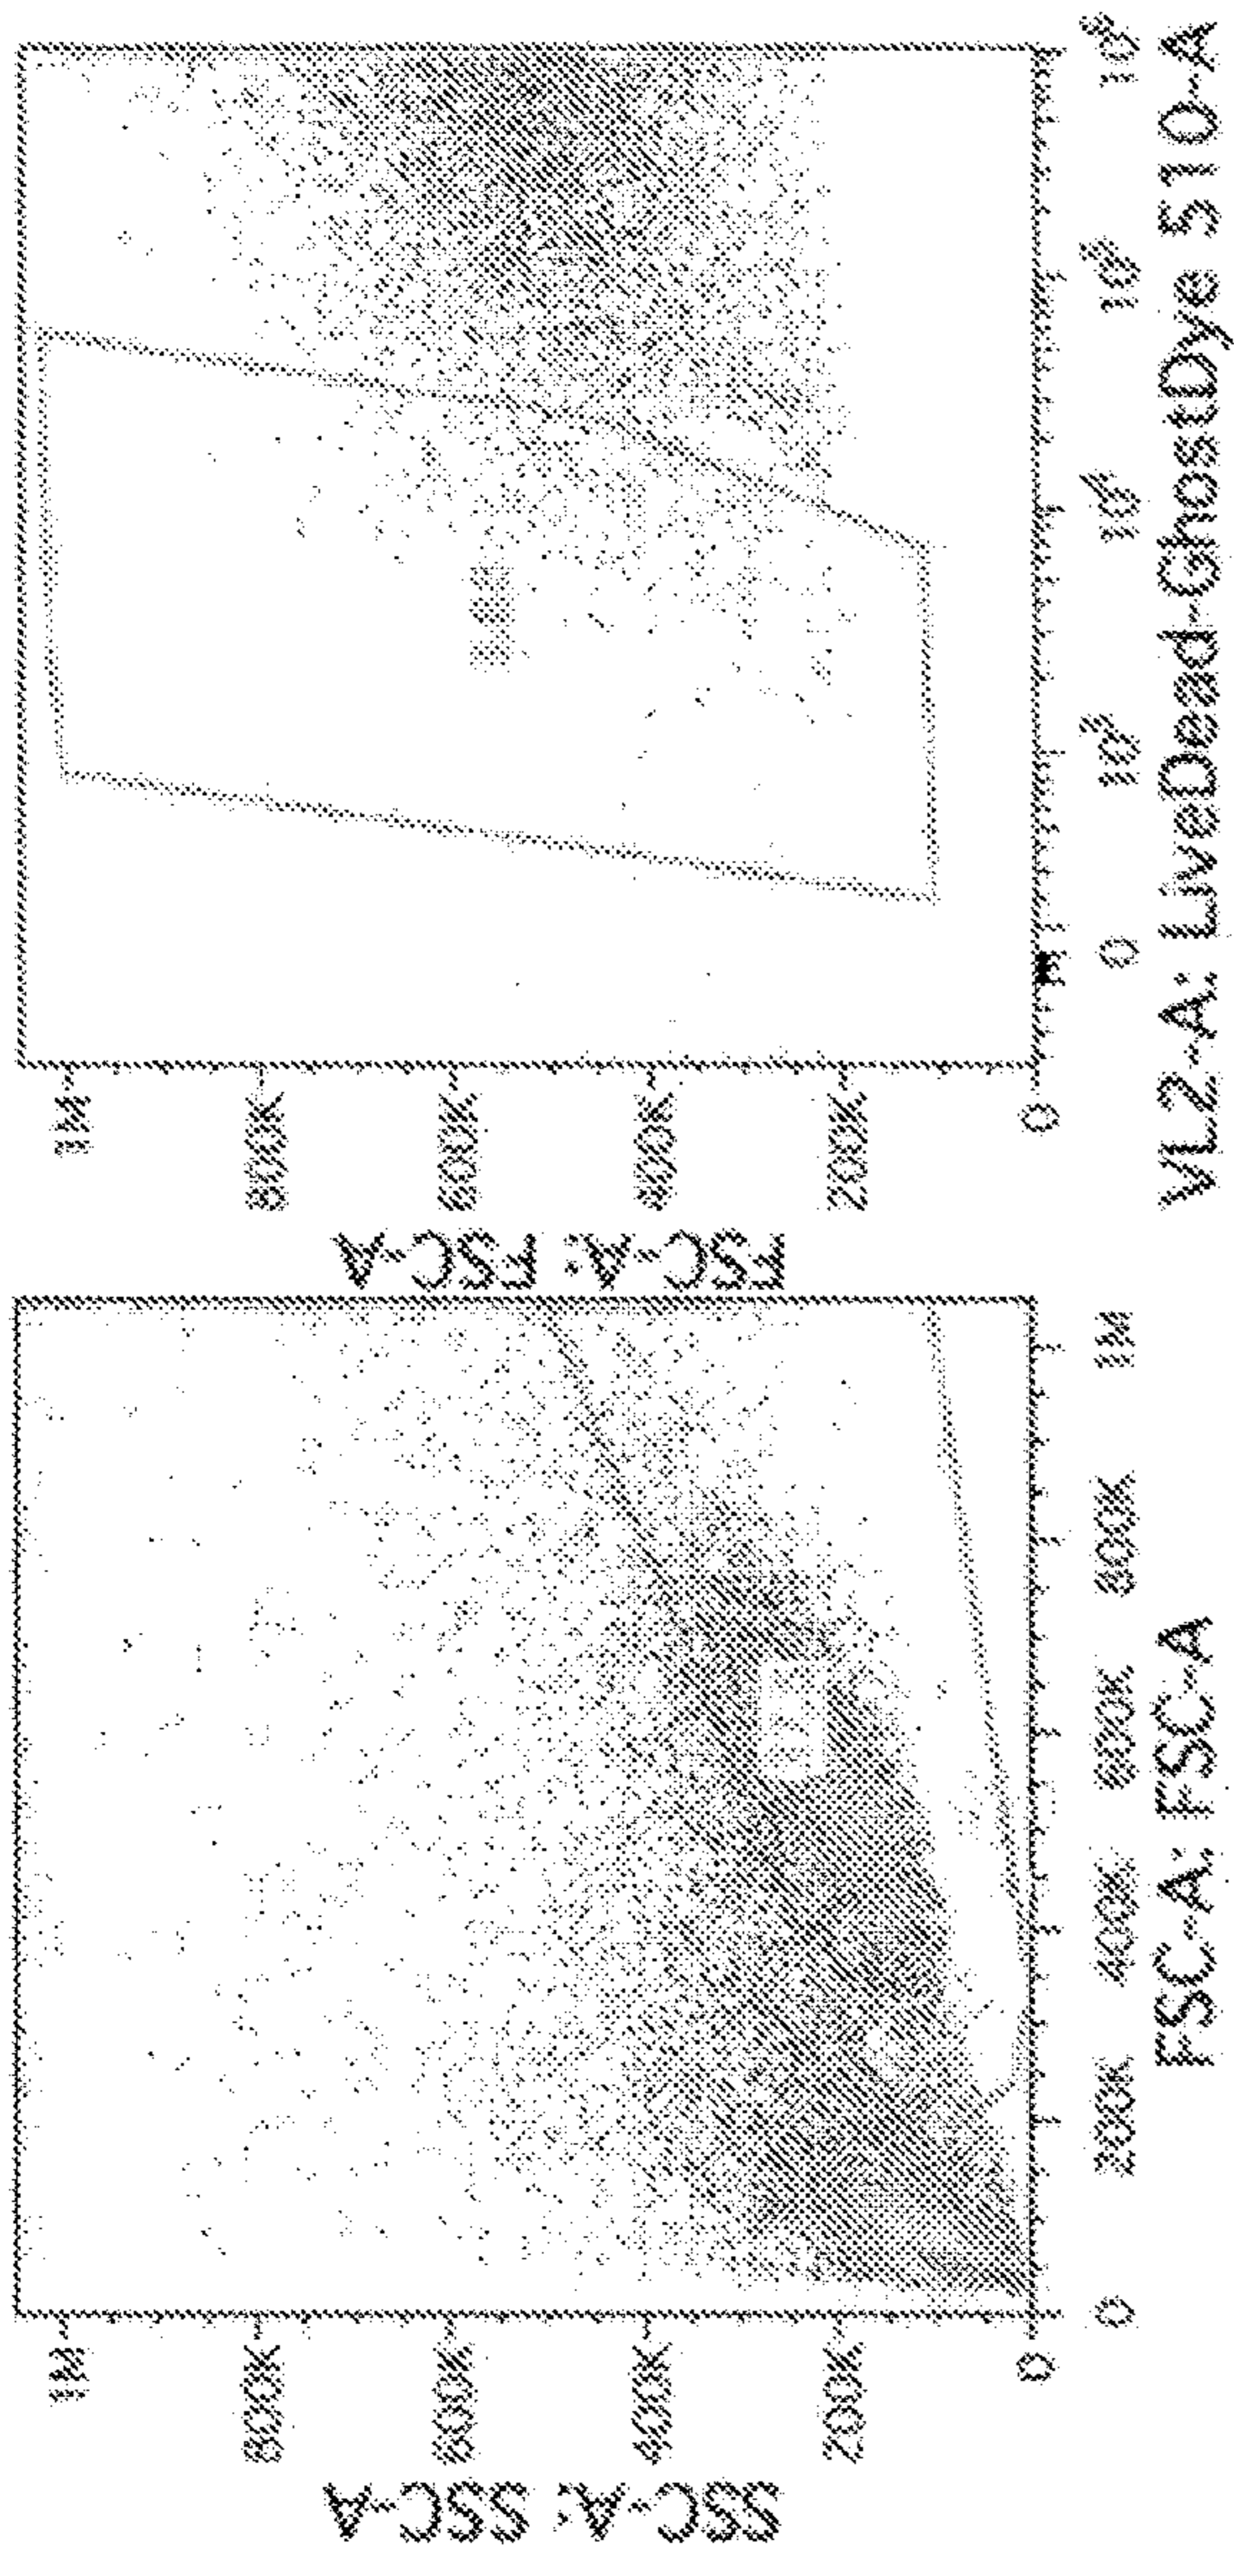 SSC-A: SSC-A
1M
800K
600K
400K
200K
0
0 200K 400K 600K 800K 1M
FSC-A: FSC-A
FSC-A: FSC-A
1M
800K
600K
400K
200K
0
0 10³ 10⁴ 10⁵ 10⁶
VL2-A: LiveDead-GhostDye 510-A